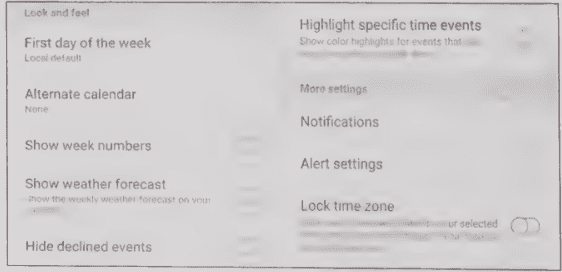 Look and feel
First day of the week
Local default
Alternate calendar
None
Show week numbers
Show weather forecast
Show the weekly weather forecast on your
Hide declined events
Highlight specific time events
Show color highlights for events that
More settings
Notifications
Alert settings
Lock time zone
selected